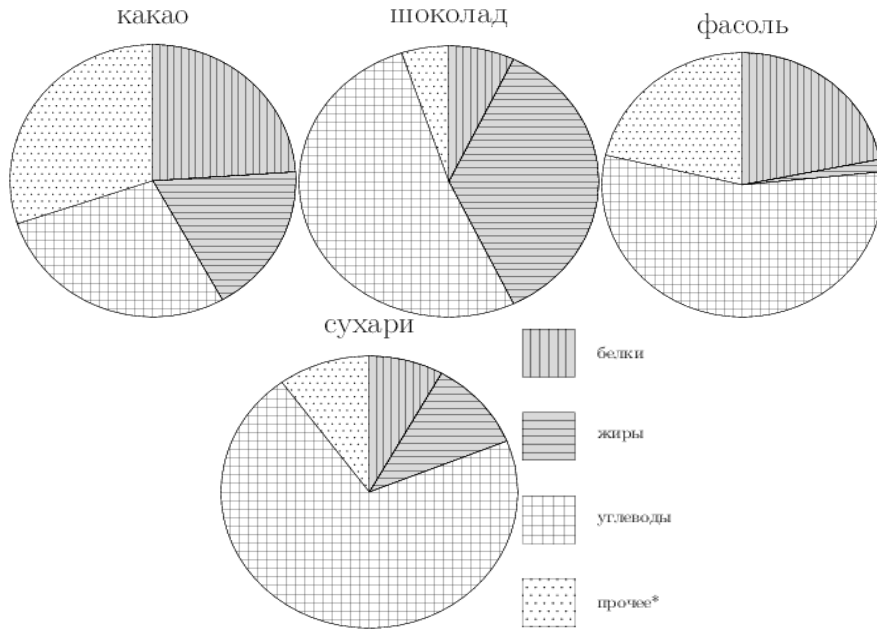 какао
шоколад
фасоль
сухари
белки
жиры
углеводы
прочее*